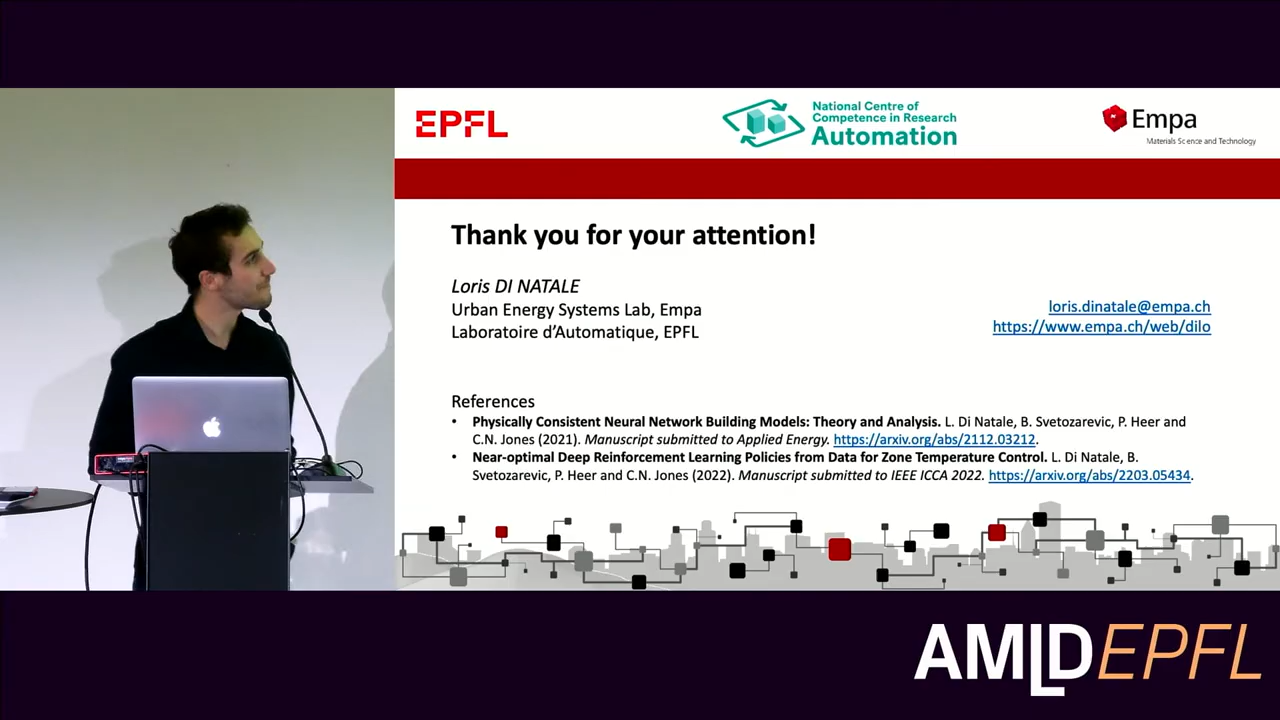 EPFL
National Centre of
Competence in Research
Automation
Empa
Materials Science and Technology
Thank you for your attention!
Loris DI NATALE
Urban Energy Systems Lab, Empa
Laboratoire d'Automatique, EPFL
loris.dinatale@empa.ch
https://www.empa.ch/web/dilo
References
• Physically Consistent Neural Network Building Models: Theory and Analysis. L. Di Natale, B. Svetozarevic, P. Heer and
C.N. Jones (2021). Manuscript submitted to Applied Energy. https://arxiv.org/abs/2112.03212.
• Near-optimal Deep Reinforcement Learning Policies from Data for Zone Temperature Control. L. Di Natale, B.
Svetozarevic, P. Heer and C.N. Jones (2022). Manuscript submitted to IEEE ICCA 2022. https://arxiv.org/abs/2203.05434.
AMLDEPFL